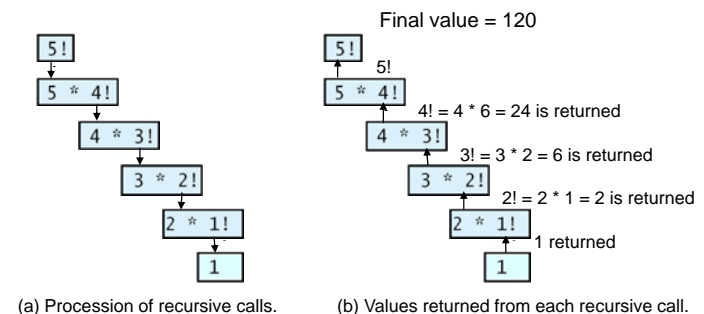 Final value = 120
5!
5 * 4!
4 * 3!
3 * 2!
2 * 1!
1
(a) Procession of recursive calls.
5!
5!
5 * 4!
4! = 4 * 6 = 24 is returned
4 * 3!
3! = 3 * 2 = 6 is returned
3 * 2!
2! = 2 * 1 = 2 is returned
2 * 1!
1 returned
1
(b) Values returned from each recursive call.